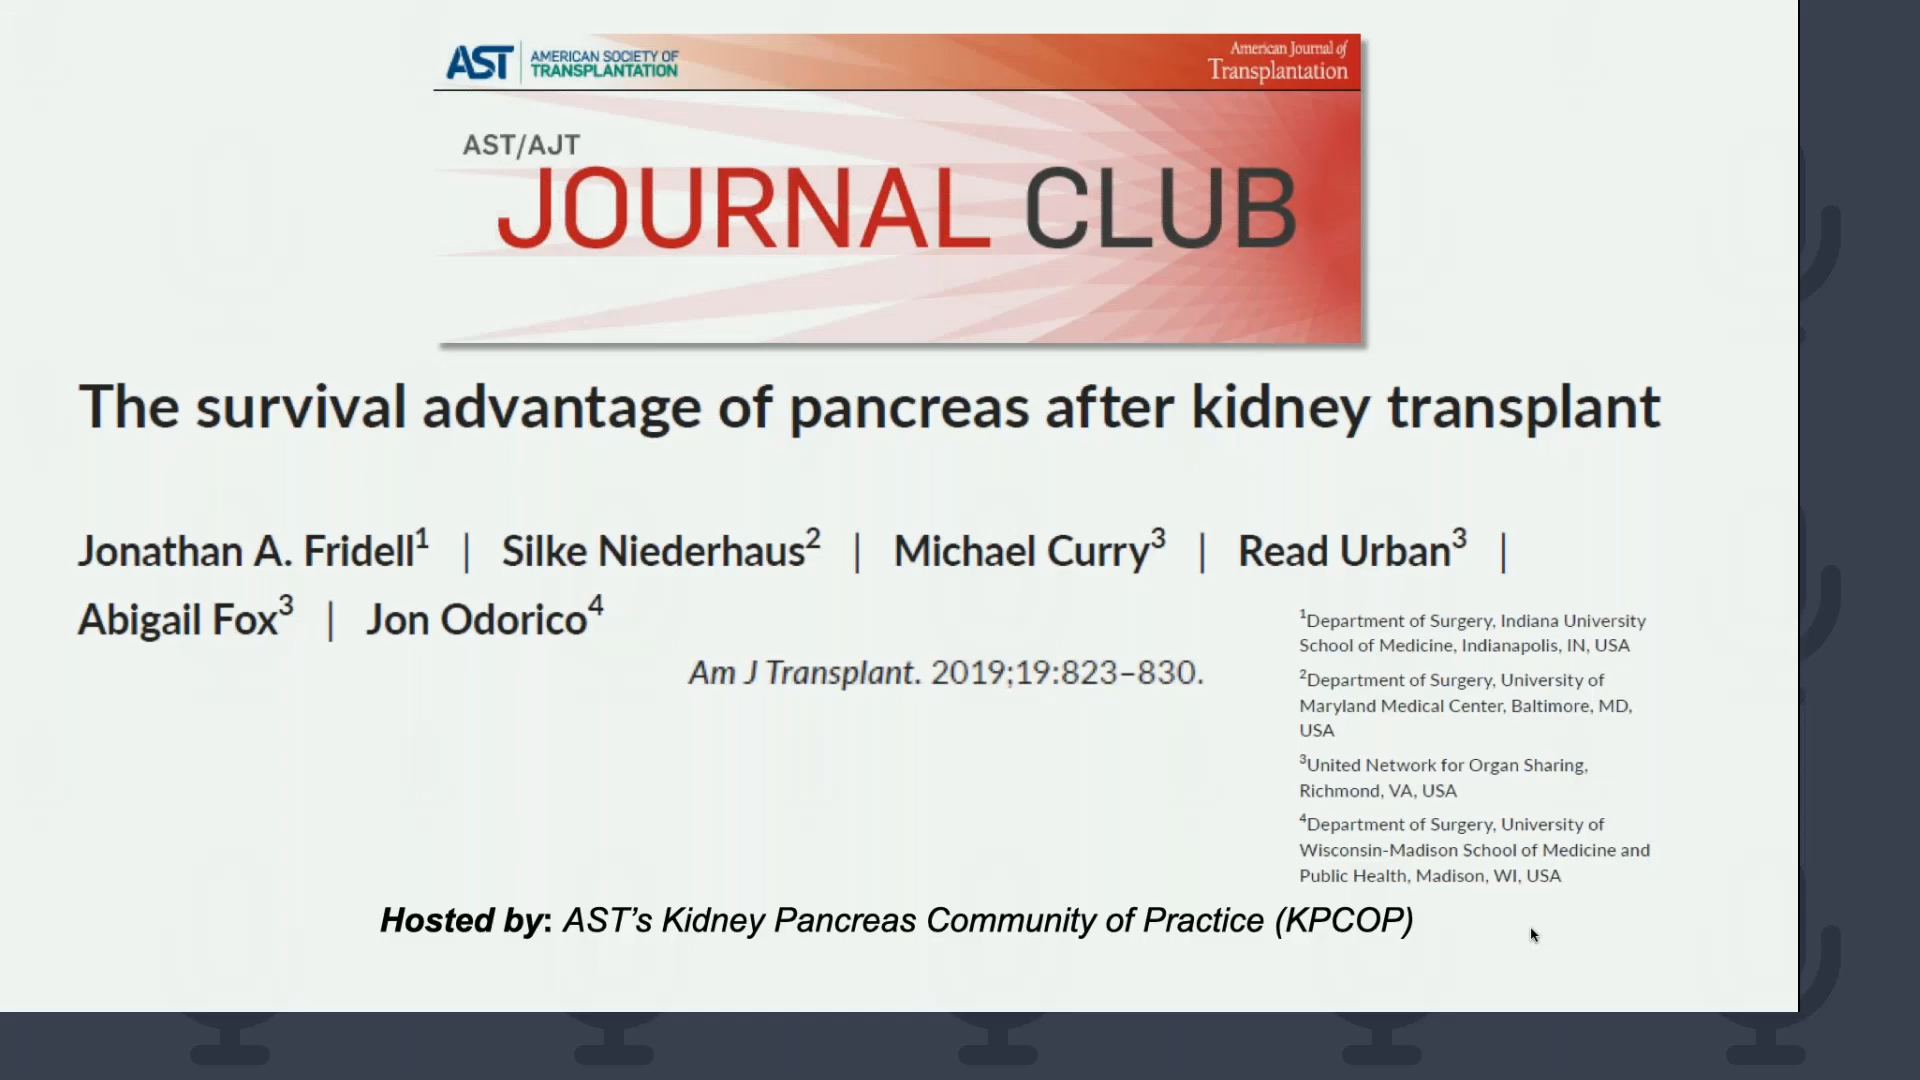 AST AMERICAN SOCIETY OF
TRANSPLANTATION
American Journal of
Transplantation
AST/AJT
JOURNAL CLUB
The survival advantage of pancreas after kidney transplant
Jonathan A. Fridell¹ | Silke Niederhaus² | Michael Curry³ | Read Urban³ |
Abigail Fox³ | Jon Odorico⁴
Am J Transplant. 2019;19:823–830.
¹Department of Surgery, Indiana University
School of Medicine, Indianapolis, IN, USA
²Department of Surgery, University of
Maryland Medical Center, Baltimore, MD,
USA
³United Network for Organ Sharing,
Richmond, VA, USA
⁴Department of Surgery, University of
Wisconsin-Madison School of Medicine and
Public Health, Madison, WI, USA
Hosted by: AST’s Kidney Pancreas Community of Practice (KPCOP)